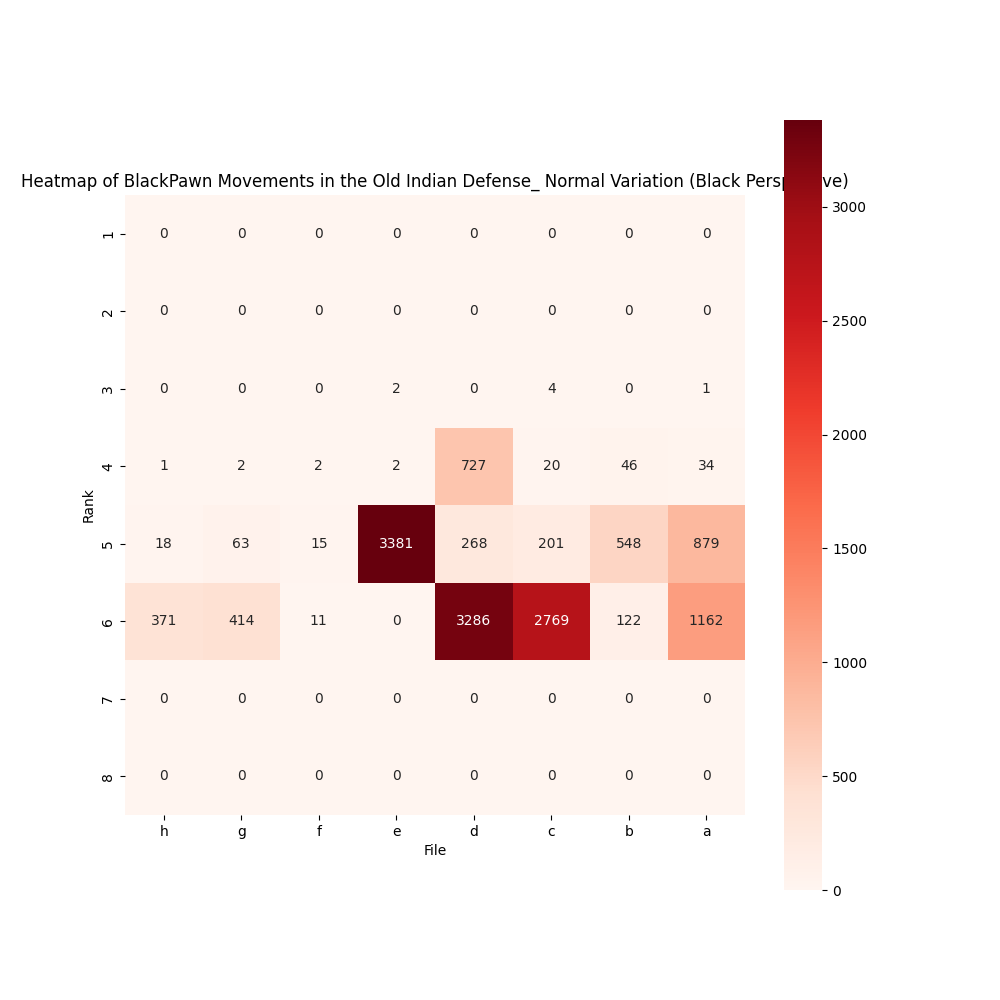 Heatmap of BlackPawn Movements in the Old Indian Defense_ Normal Variation (Black Perspective)
3000
2500
2000
1500
1000
500
0
1 0 0 0 0 0 0 0 0
2 0 0 0 0 0 0 0 0
3 0 0 0 2 0 4 0 1
4 1 2 2 2 727 20 46 34
Rank
5 18 63 15 3381 268 201 548 879
6 371 414 11 0 3286 2769 122 1162
7 0 0 0 0 0 0 0 0
8 0 0 0 0 0 0 0 0
h g f e d c b a
File